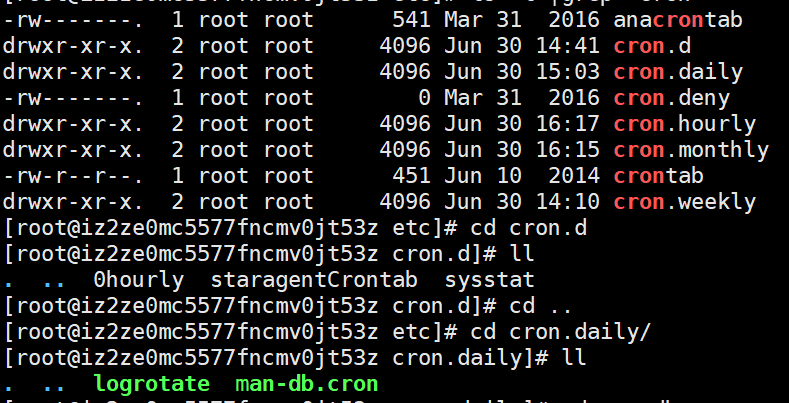 -rw-------.  1 root root      541 Mar 31  2016 anacrontab
drwxr-xr-x.  2 root root     4096 Jun 30 14:41 cron.d
drwxr-xr-x.  2 root root     4096 Jun 30 15:03 cron.daily
-rw-------.  1 root root        0 Mar 31  2016 cron.deny
drwxr-xr-x.  2 root root     4096 Jun 30 16:17 cron.hourly
drwxr-xr-x.  2 root root     4096 Jun 30 16:15 cron.monthly
-rw-r--r--.  1 root root      451 Jun 10  2014 crontab
drwxr-xr-x.  2 root root     4096 Jun 30 14:10 cron.weekly
[root@iz2ze0mc5577fncmv0jt53z etc]# cd cron.d
[root@iz2ze0mc5577fncmv0jt53z cron.d]# ll
.  ..  0hourly  staragentCrontab  sysstat
[root@iz2ze0mc5577fncmv0jt53z cron.d]# cd ..
[root@iz2ze0mc5577fncmv0jt53z etc]# cd cron.daily/
[root@iz2ze0mc5577fncmv0jt53z cron.daily]# ll
.  ..  logrotate  man-db.cron